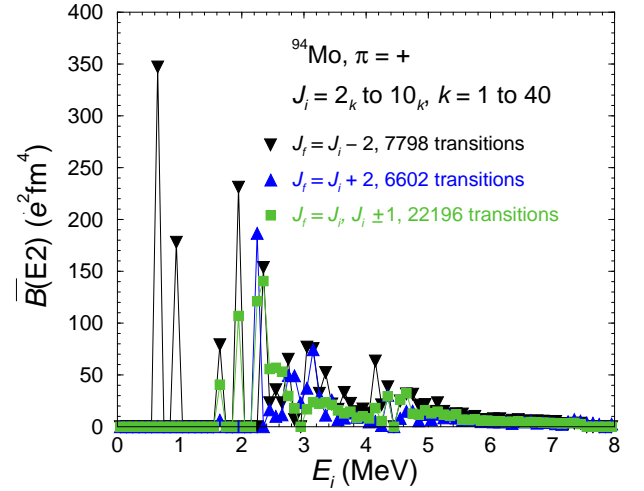 ⁹⁴Mo, π = +
Jᵢ = 2ₖ to 10ₖ, k = 1 to 40
J_f = Jᵢ − 2, 7798 transitions
J_f = Jᵢ + 2, 6602 transitions
J_f = Jᵢ, Jᵢ ±1, 22196 transitions
B̅(E2) (e²fm⁴)
400
350
300
250
200
150
100
50
0
0 1 2 3 4 5 6 7 8
Eᵢ (MeV)